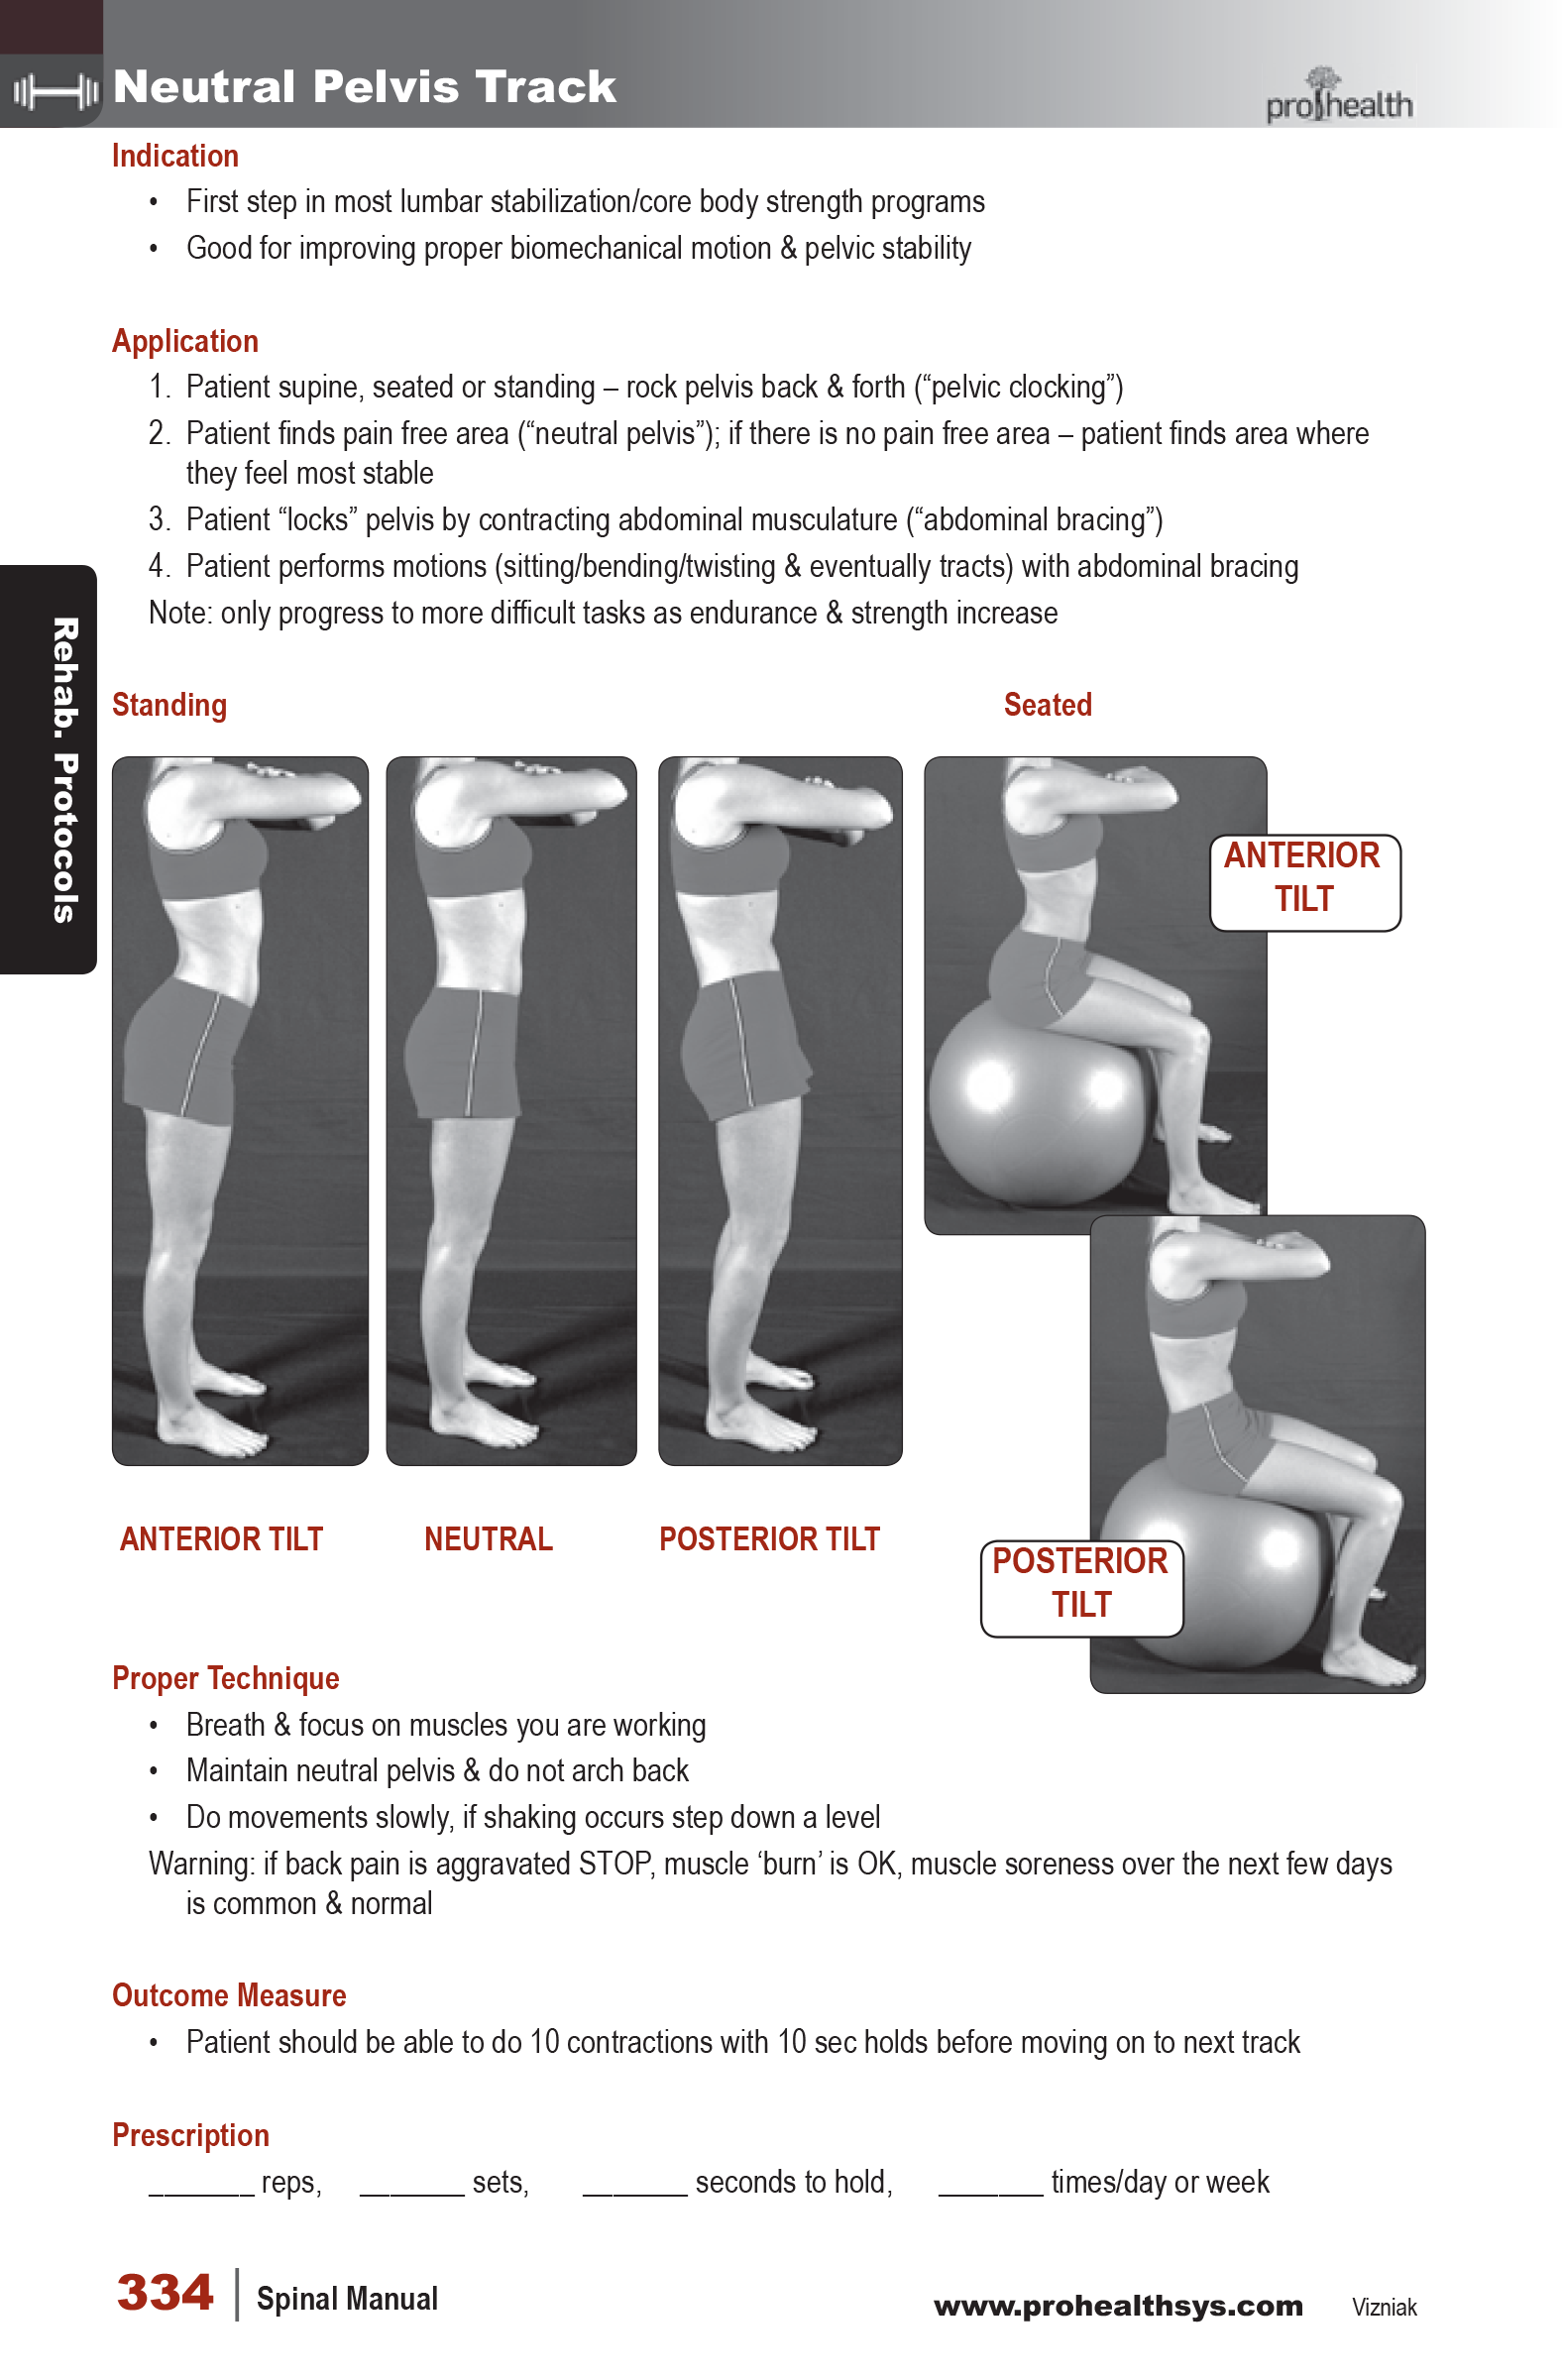 Neutral Pelvis Track
prohealth
Indication
• First step in most lumbar stabilization/core body strength programs
• Good for improving proper biomechanical motion & pelvic stability
Application
1. Patient supine, seated or standing – rock pelvis back & forth (“pelvic clocking”)
2. Patient finds pain free area (“neutral pelvis”); if there is no pain free area – patient finds area where
they feel most stable
3. Patient “locks” pelvis by contracting abdominal musculature (“abdominal bracing”)
4. Patient performs motions (sitting/bending/twisting & eventually tracts) with abdominal bracing
Note: only progress to more difficult tasks as endurance & strength increase
Rehab. Protocols
Standing
Seated
ANTERIOR
TILT
ANTERIOR TILT
NEUTRAL
POSTERIOR TILT
POSTERIOR
TILT
Proper Technique
• Breath & focus on muscles you are working
• Maintain neutral pelvis & do not arch back
• Do movements slowly, if shaking occurs step down a level
Warning: if back pain is aggravated STOP, muscle ‘burn’ is OK, muscle soreness over the next few days
is common & normal
Outcome Measure
• Patient should be able to do 10 contractions with 10 sec holds before moving on to next track
Prescription
_______ reps, _______ sets, _______ seconds to hold, _______ times/day or week
334 Spinal Manual
www.prohealthsys.com Vizniak